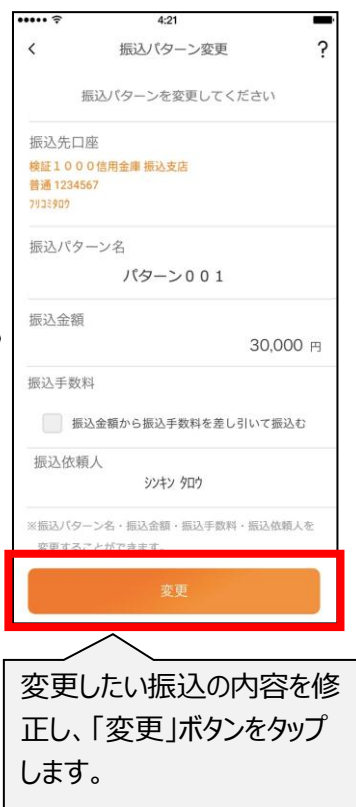 4:21
振込パターン変更
?
振込パターンを変更してください
振込先口座
検証１０００信用金庫 振込支店
普通 1234567
ﾌﾘｺﾐﾀﾛｳ
振込パターン名
パターン００１
振込金額
30,000 円
振込手数料
振込金額から振込手数料を差し引いて振込む
振込依頼人
ｼﾝｷﾝ ﾀﾛｳ
※振込パターン名・振込金額・振込手数料・振込依頼人を
変更することができます。
変更
変更したい振込の内容を修
正し、「変更」ボタンをタップ
します。